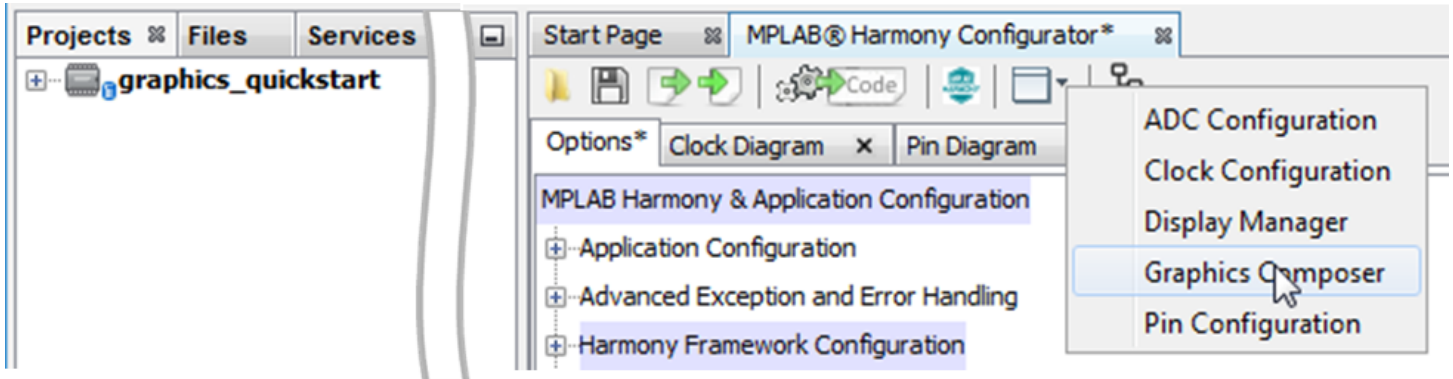 Projects Files Services
graphics_quickstart
Start Page MPLAB® Harmony Configurator*
Code
Options* Clock Diagram Pin Diagram
MPLAB Harmony & Application Configuration
Application Configuration
Advanced Exception and Error Handling
Harmony Framework Configuration
ADC Configuration
Clock Configuration
Display Manager
Graphics Composer
Pin Configuration